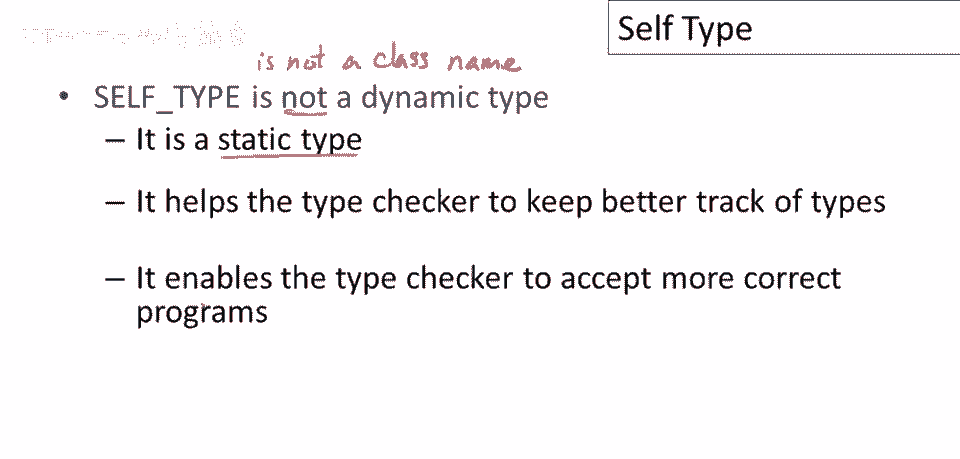 Self Type
is not a class name
• SELF_TYPE is not a dynamic type
– It is a static type
– It helps the type checker to keep better track of types
– It enables the type checker to accept more correct
programs